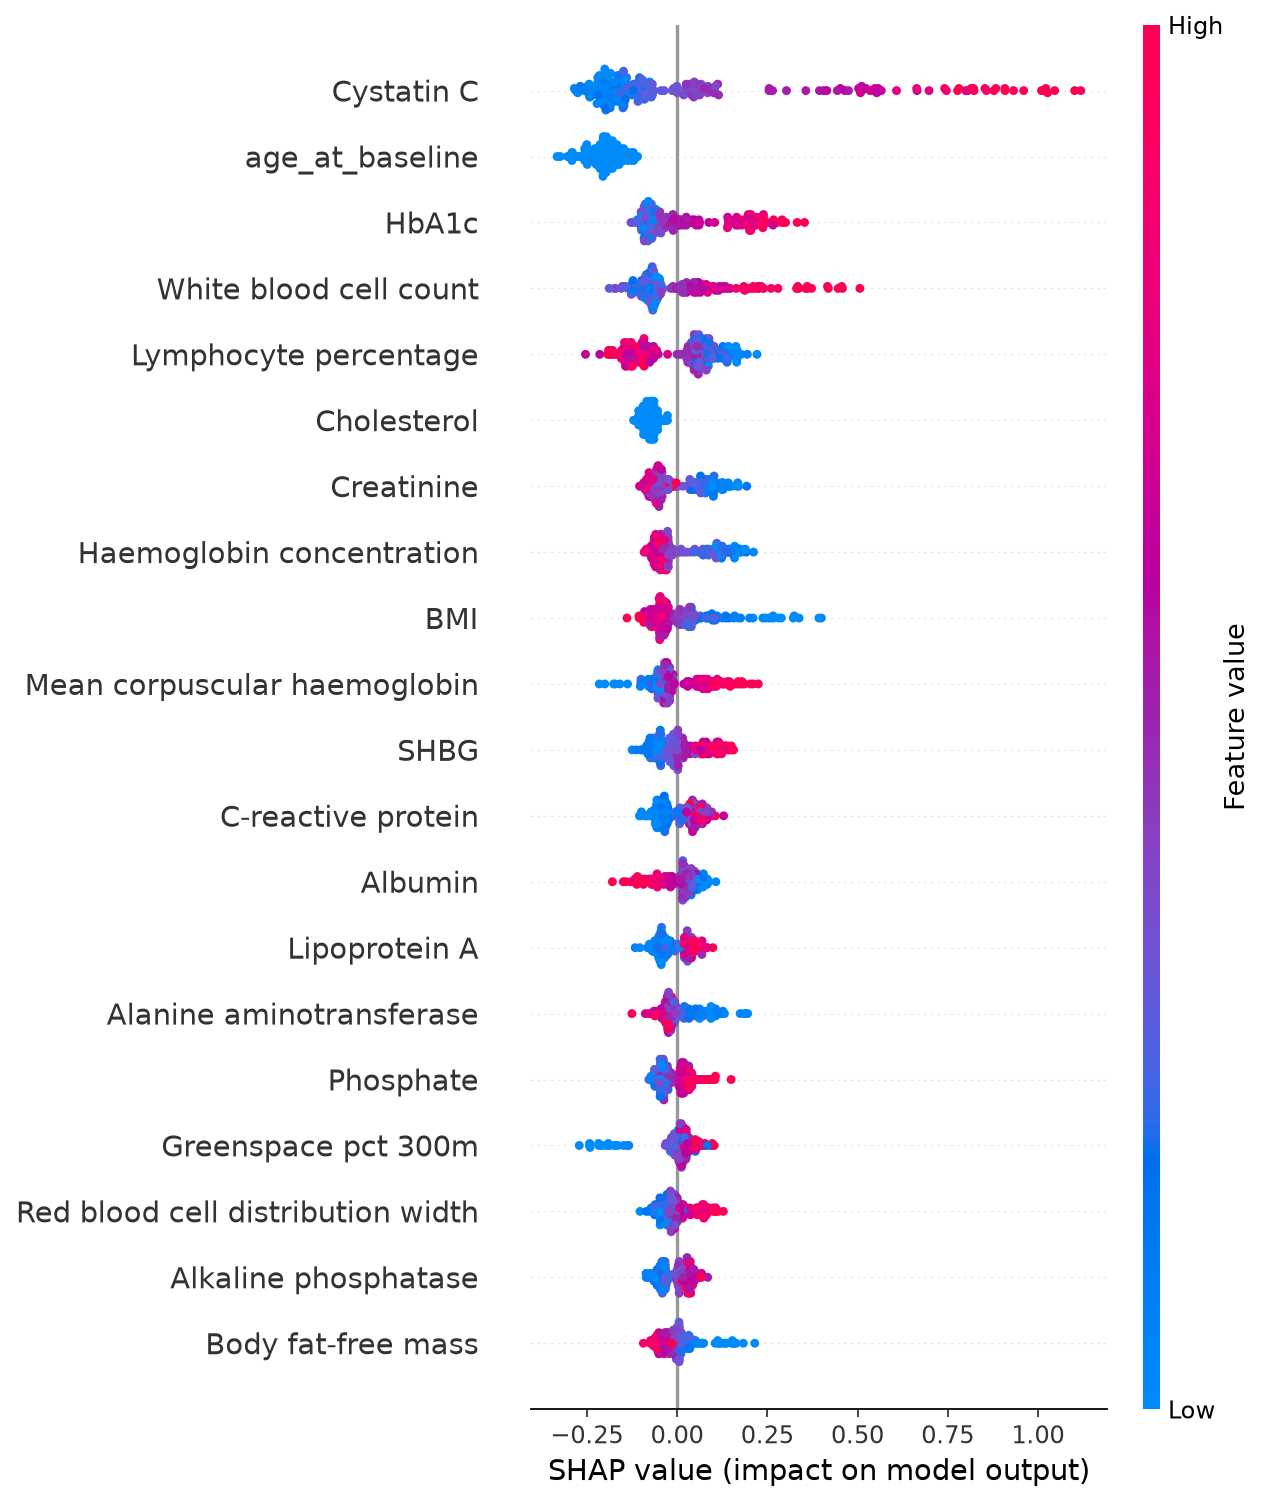 High
Cystatin C
age_at_baseline
HbA1c
White blood cell count
Lymphocyte percentage
Cholesterol
Creatinine
Haemoglobin concentration
BMI
Mean corpuscular haemoglobin
SHBG
C-reactive protein
Albumin
Lipoprotein A
Alanine aminotransferase
Phosphate
Greenspace pct 300m
Red blood cell distribution width
Alkaline phosphatase
Body fat-free mass
Feature value
Low
−0.25 0.00 0.25 0.50 0.75 1.00
SHAP value (impact on model output)